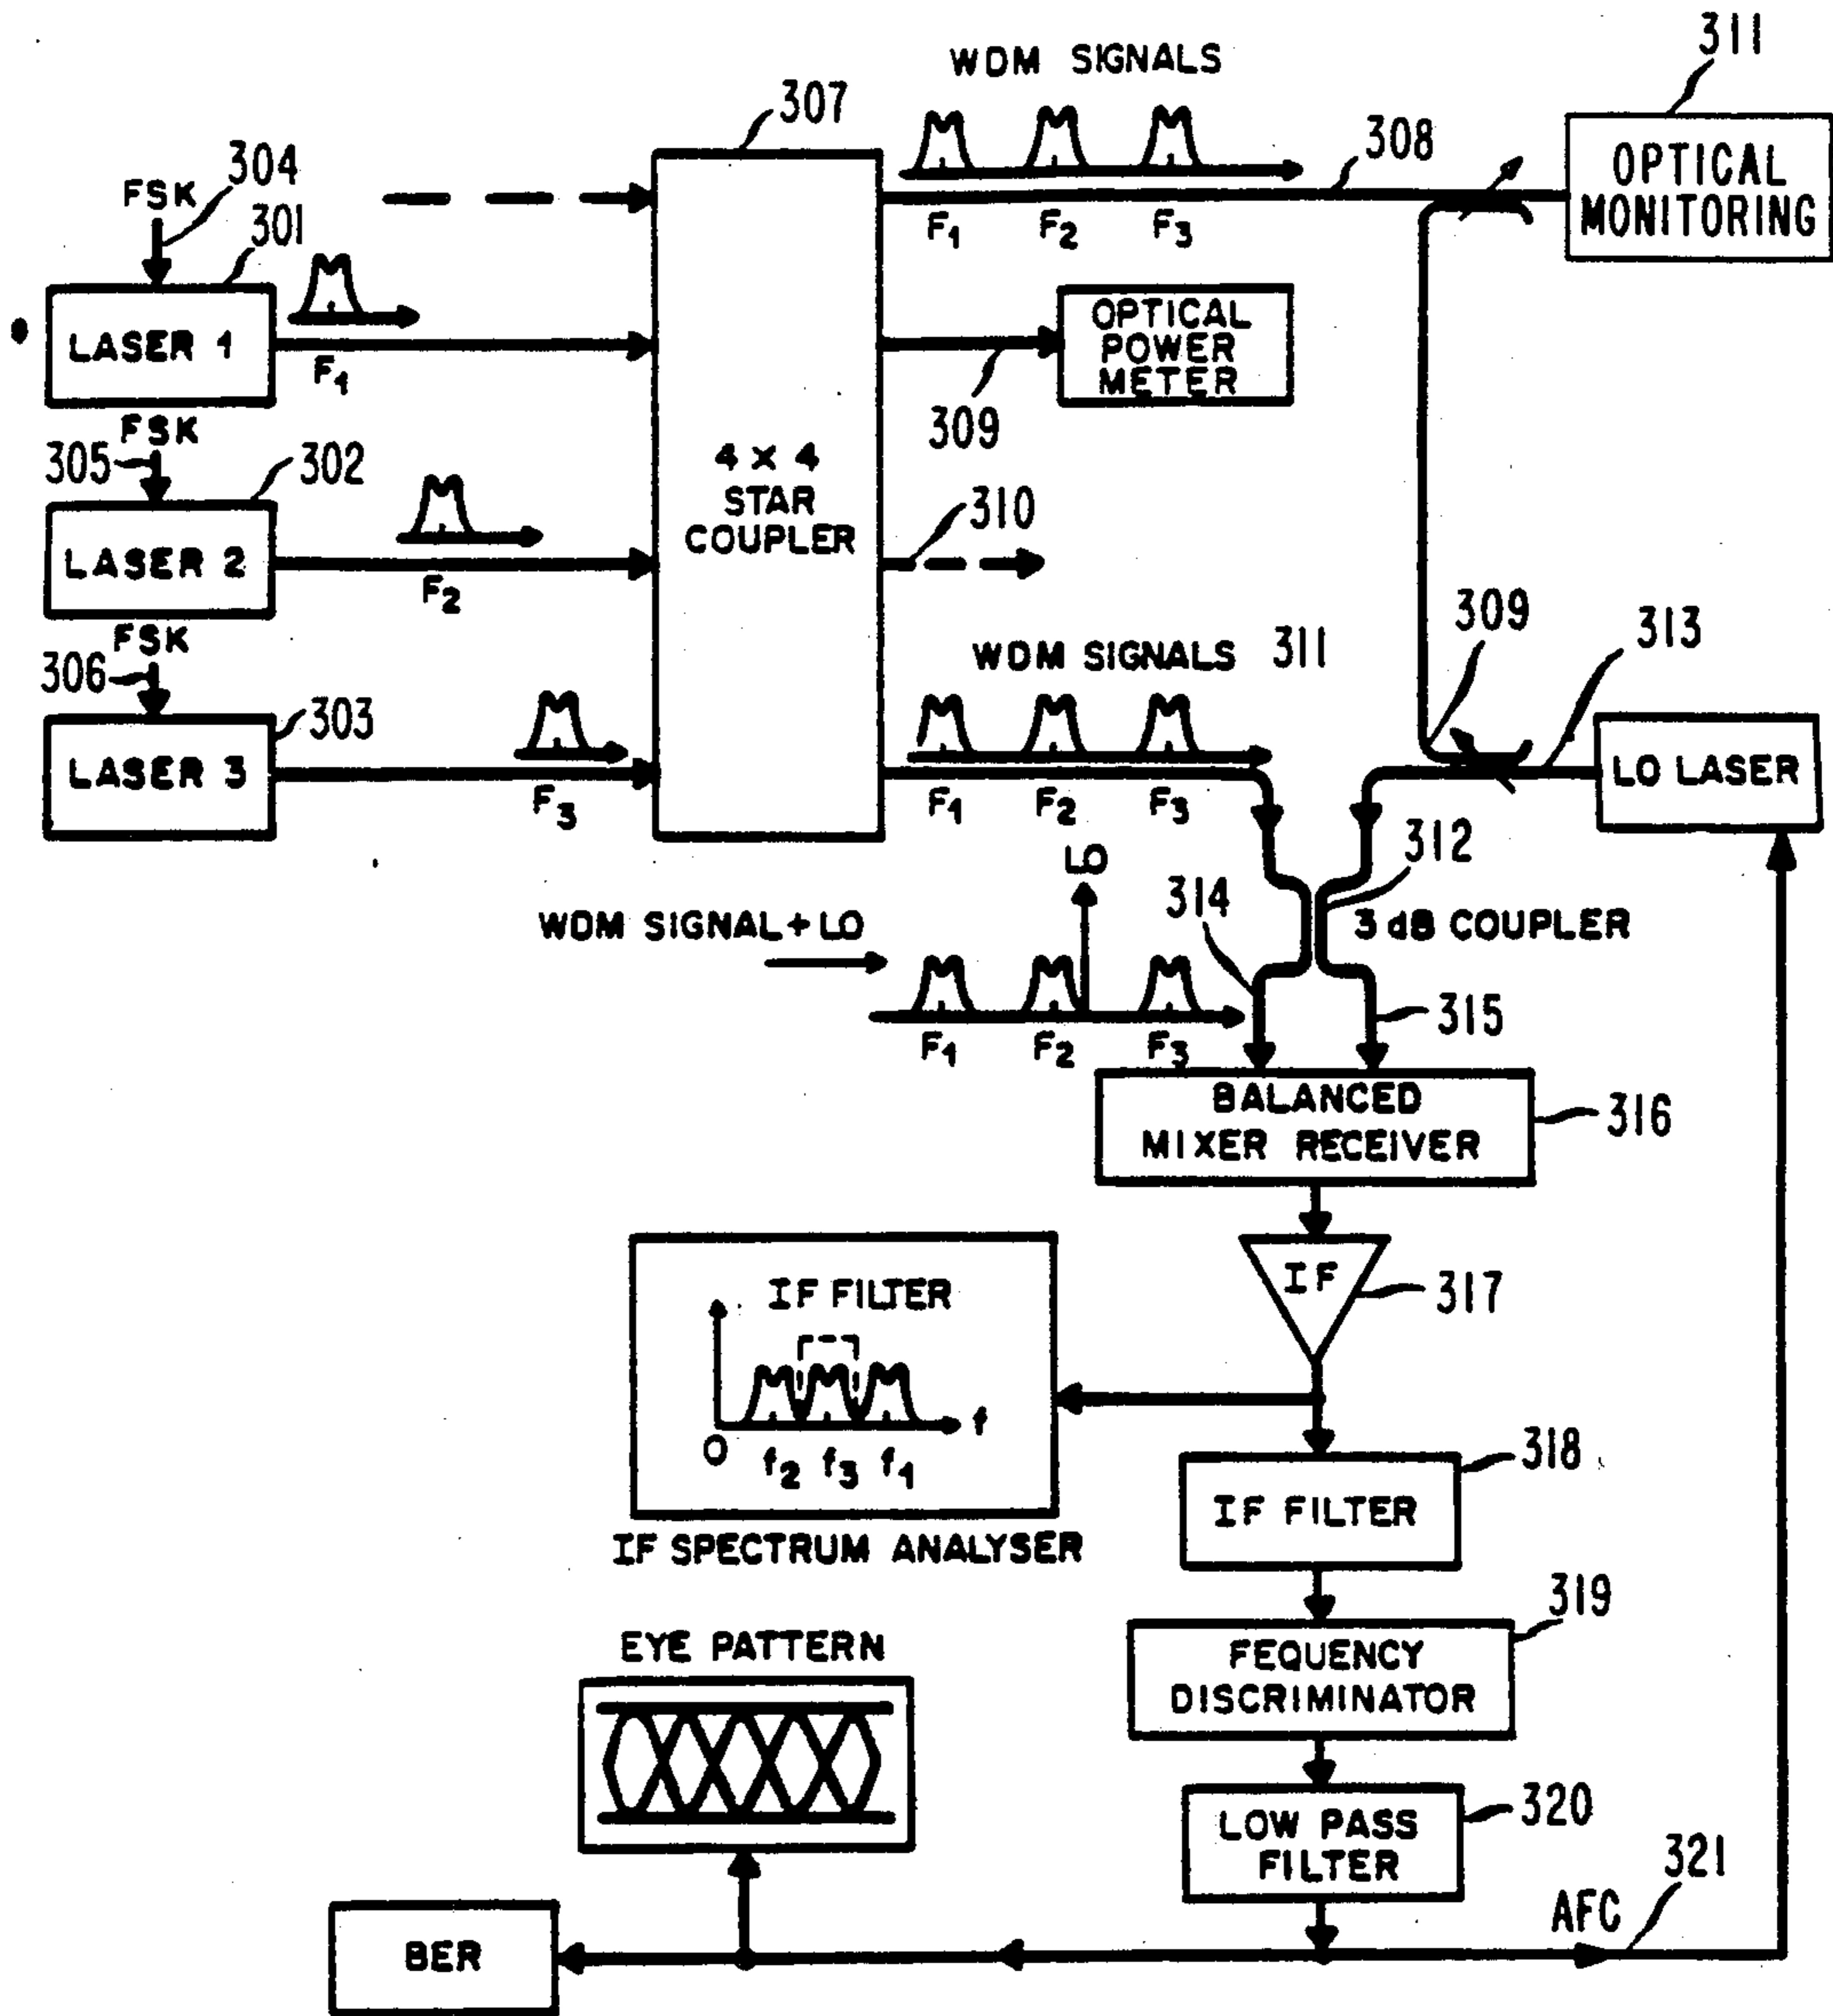 WDM SIGNALS
311
307
304
FSK
301
308
OPTICAL
MONITORING
F1 F2 F3
LASER 1
F1
OPTICAL
POWER
METER
309
FSK
305
302
4 x 4
STAR
COUPLER
310
LASER 2
F2
FSK
306
303
WDM SIGNALS 311
309
313
LASER 3
F3
F1 F2 F3
LO LASER
LO
312
314
3 dB COUPLER
WDM SIGNAL + LO
315
F1 F2 F3
BALANCED
MIXER RECEIVER
316
IF
317
IF FILTER
f
0 f2 f3 f1
IF SPECTRUM ANALYSER
318
IF FILTER
319
FEQUENCY
DISCRIMINATOR
EYE PATTERN
320
LOW PASS
FILTER
321
AFC
BER